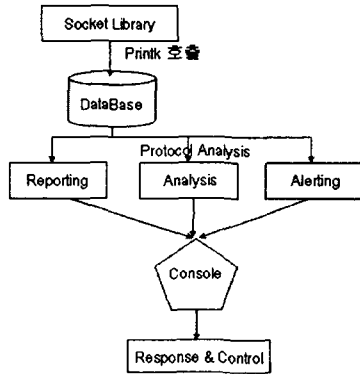 Socket Library
Printk 호출
DataBase
Protocol Analysis
Reporting
Analysis
Alerting
Console
Response & Control